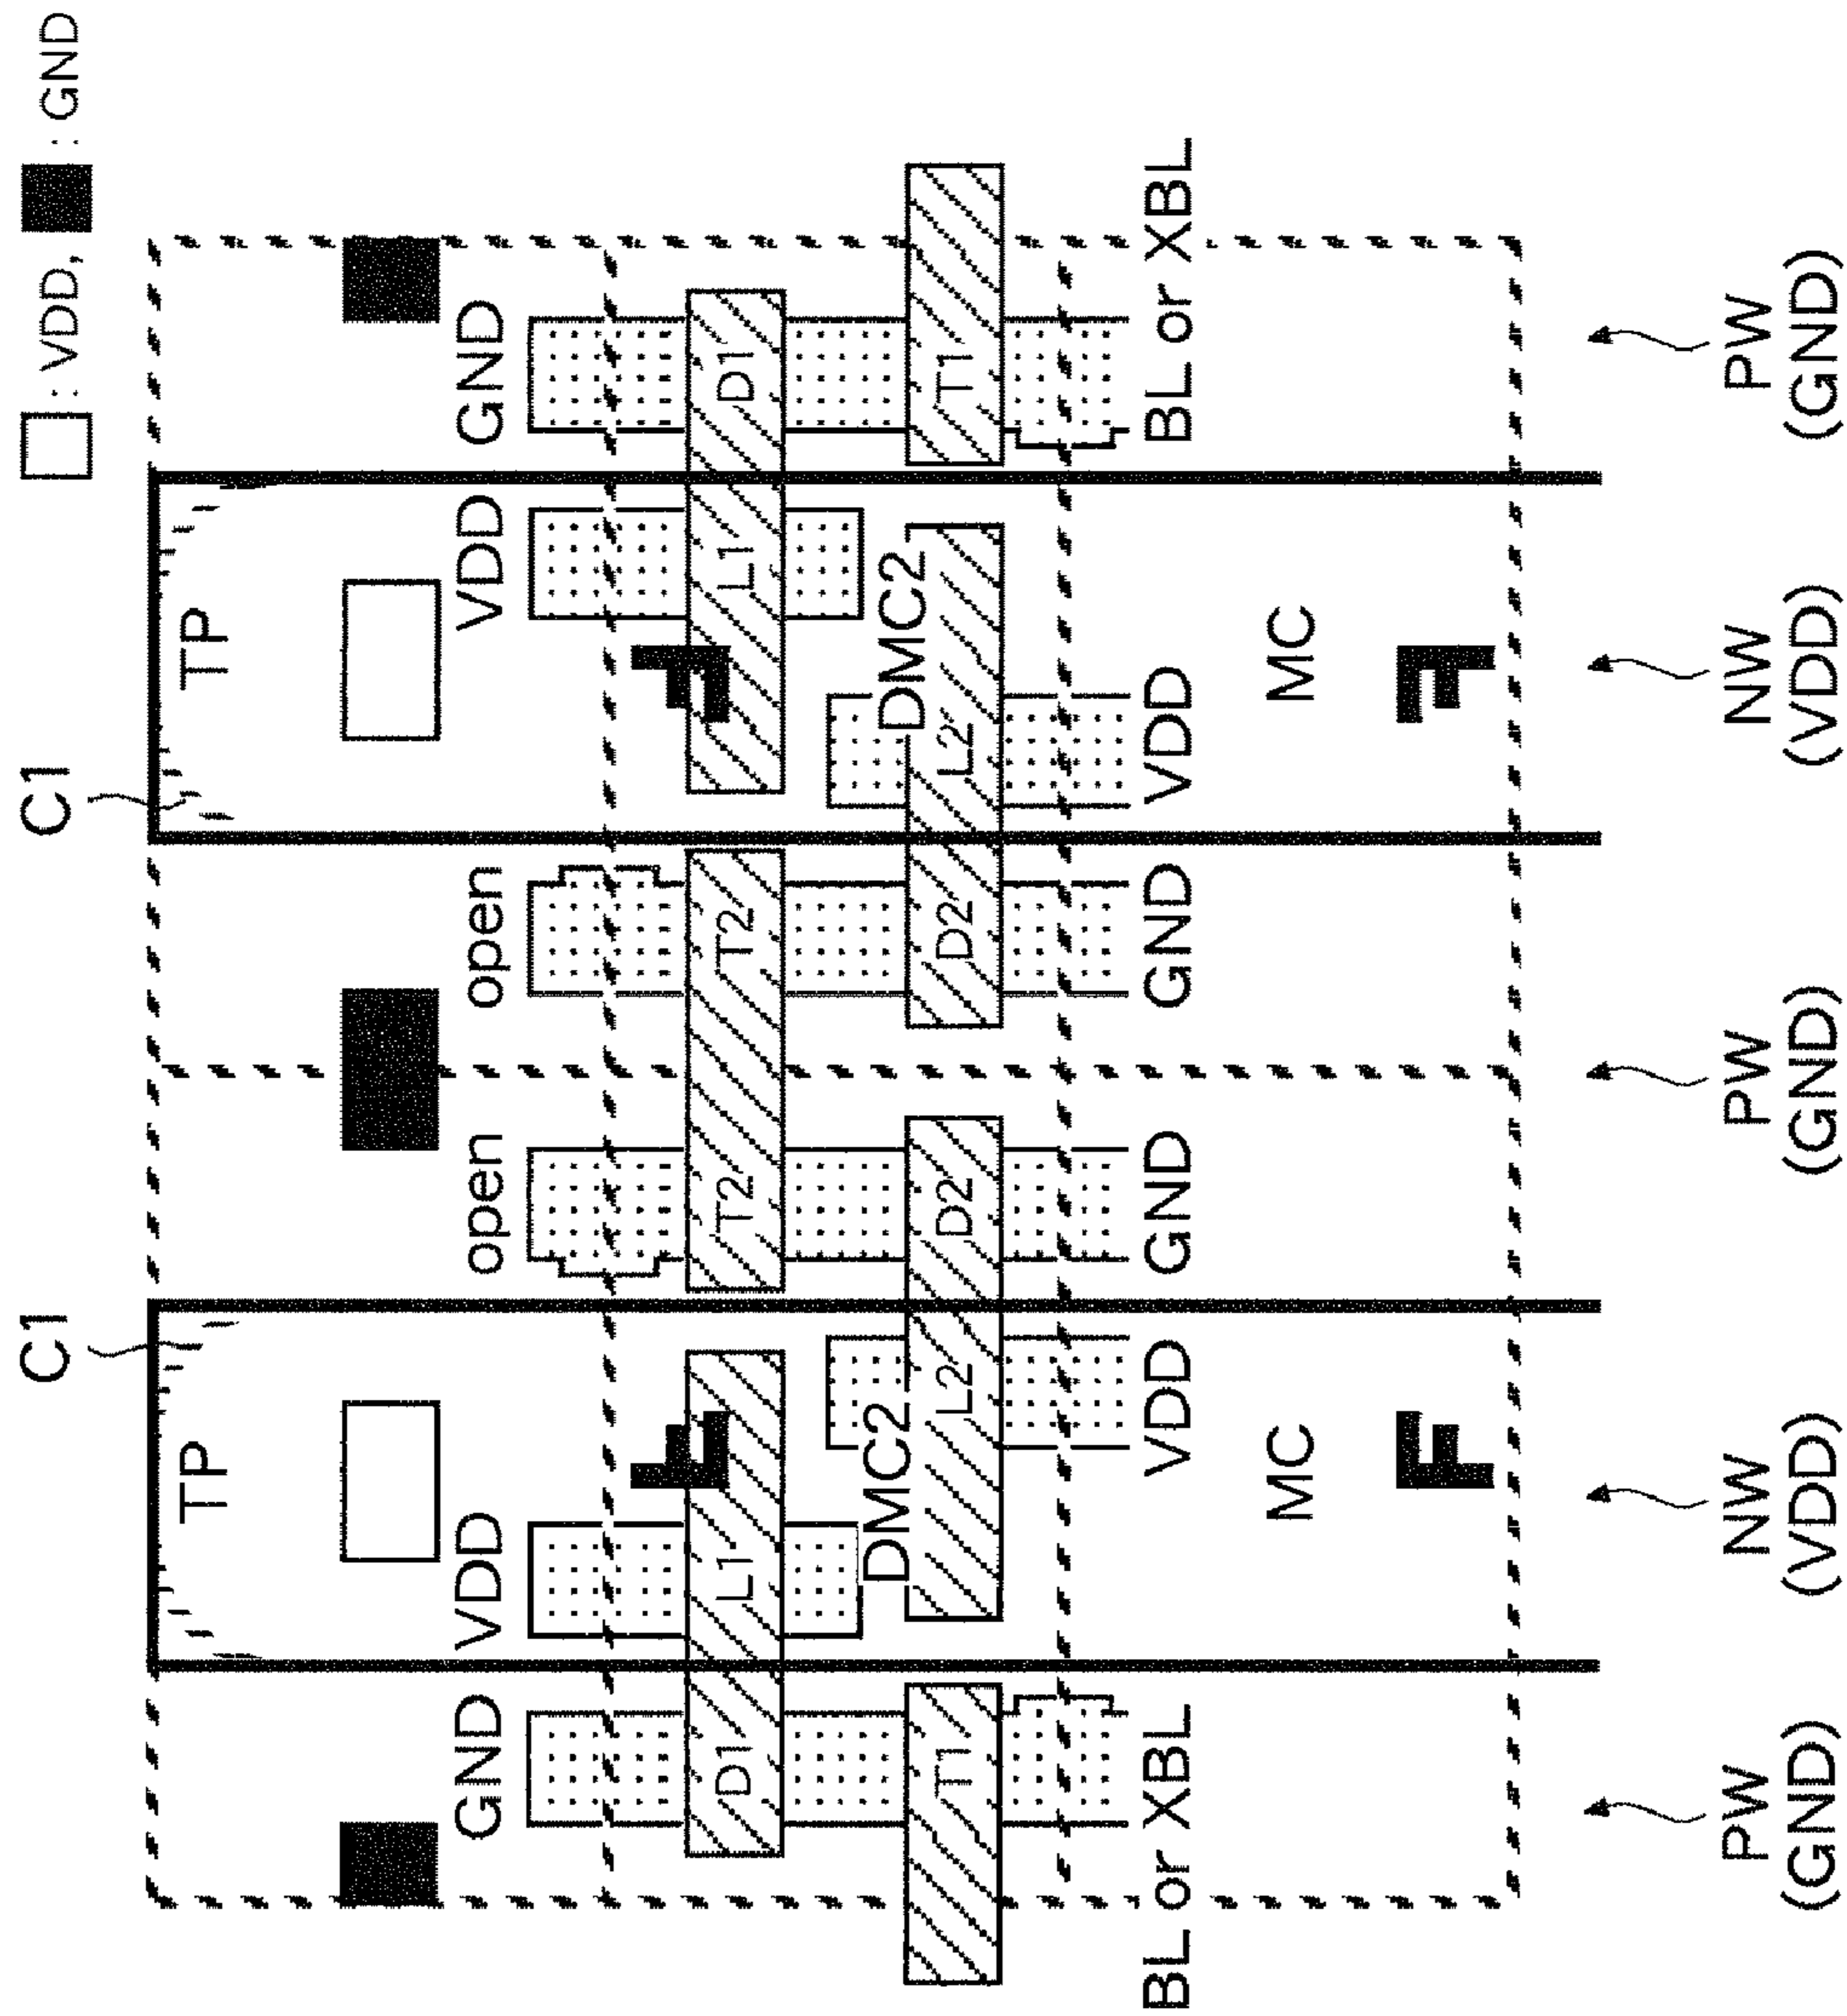 : VDD, : GND
C1 C1
TP TP
GND VDD open open VDD GND
F F
D1 L1 T2 T2 L1 D1
DMC2 DMC2
T1 L2 D2 D2 L2 T1
BL or XBL VDD GND GND VDD BL or XBL
MC MC
F F
PW NW PW NW PW
(GND) (VDD) (GND) (VDD) (GND)